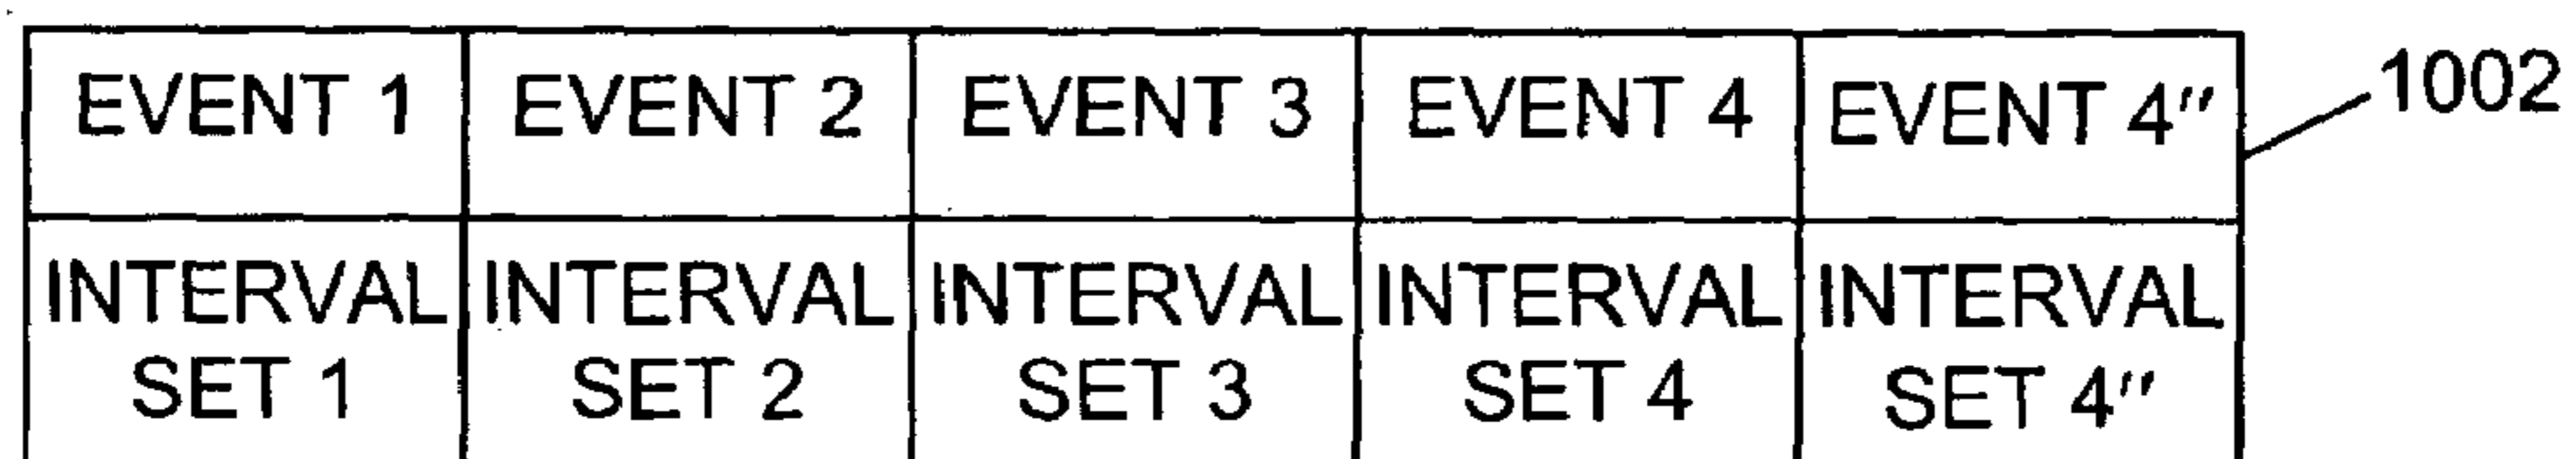 EVENT 1 EVENT 2 EVENT 3 EVENT 4 EVENT 4″ 1002
INTERVAL INTERVAL INTERVAL INTERVAL INTERVAL
SET 1 SET 2 SET 3 SET 4 SET 4″